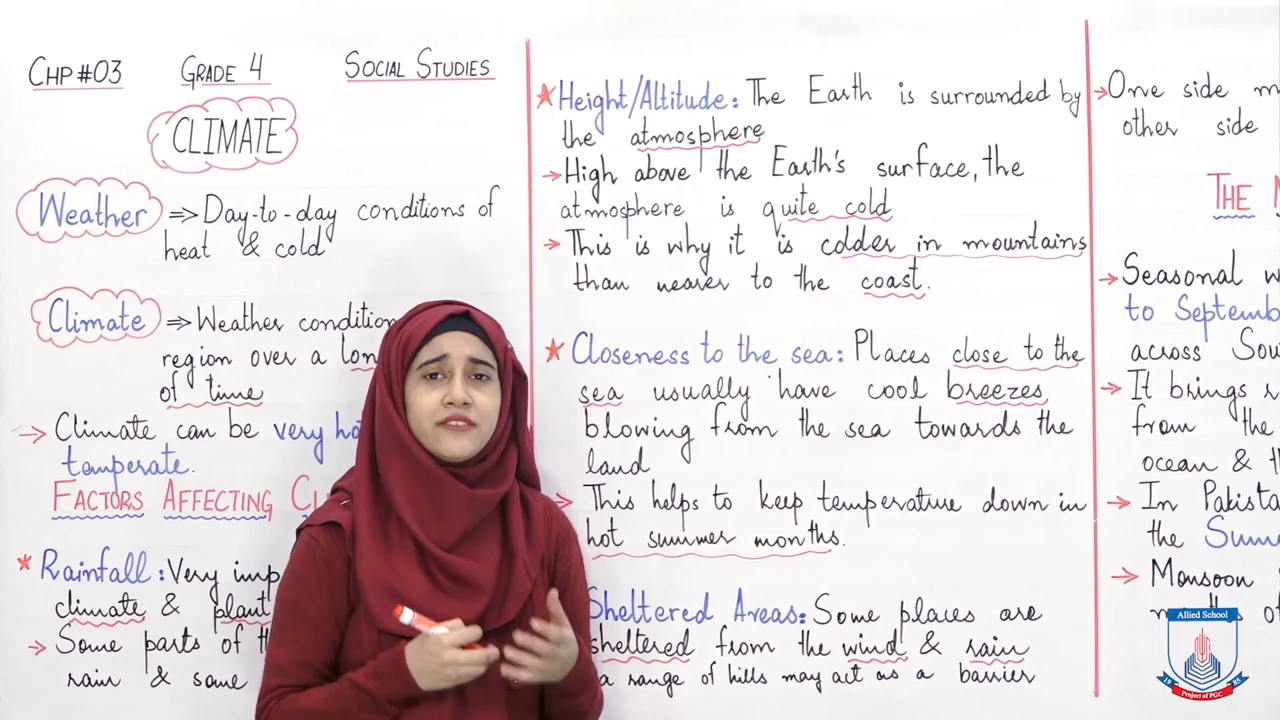 CHP #03 GRADE 4 SOCIAL STUDIES
CLIMATE
Weather ⇒ Day-to-day conditions of
heat & cold
Climate ⇒ Weather condition
region over a lon
of time
→ Climate can be very ho
temperate.
FACTORS AFFECTING C
* Rainfall: Very imp
climate & plant
→ Some parts of t
rain & some
★ Height/Altitude: The Earth is surrounded by
the atmosphere
→ High above the Earth's surface, the
atmosphere is quite cold
→ This is why it is colder in mountains
than nearer to the coast.
★ Closeness to the sea: Places close to the
sea usually have cool breezes
blowing from the sea towards the
land
→ This helps to keep temperature down in
hot summer months.
Sheltered Areas: Some places are
sheltered from the wind & rain
a range of hills may act as a barrier
→ One side m
other side
THE
→ Seasonal w
to Septemb
across Sou
→ It brings r
from the
ocean & t
→ In Pakista
the Summ
→ Monsoon
Allied School
19 85
Project of PGC